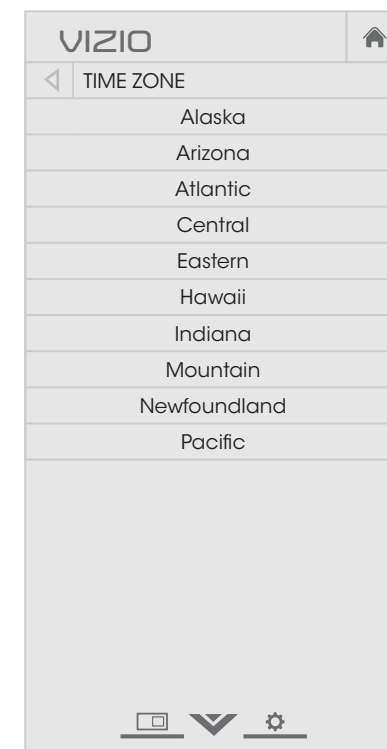 VIZIO
TIME ZONE
Alaska
Arizona
Atlantic
Central
Eastern
Hawaii
Indiana
Mountain
Newfoundland
Pacific